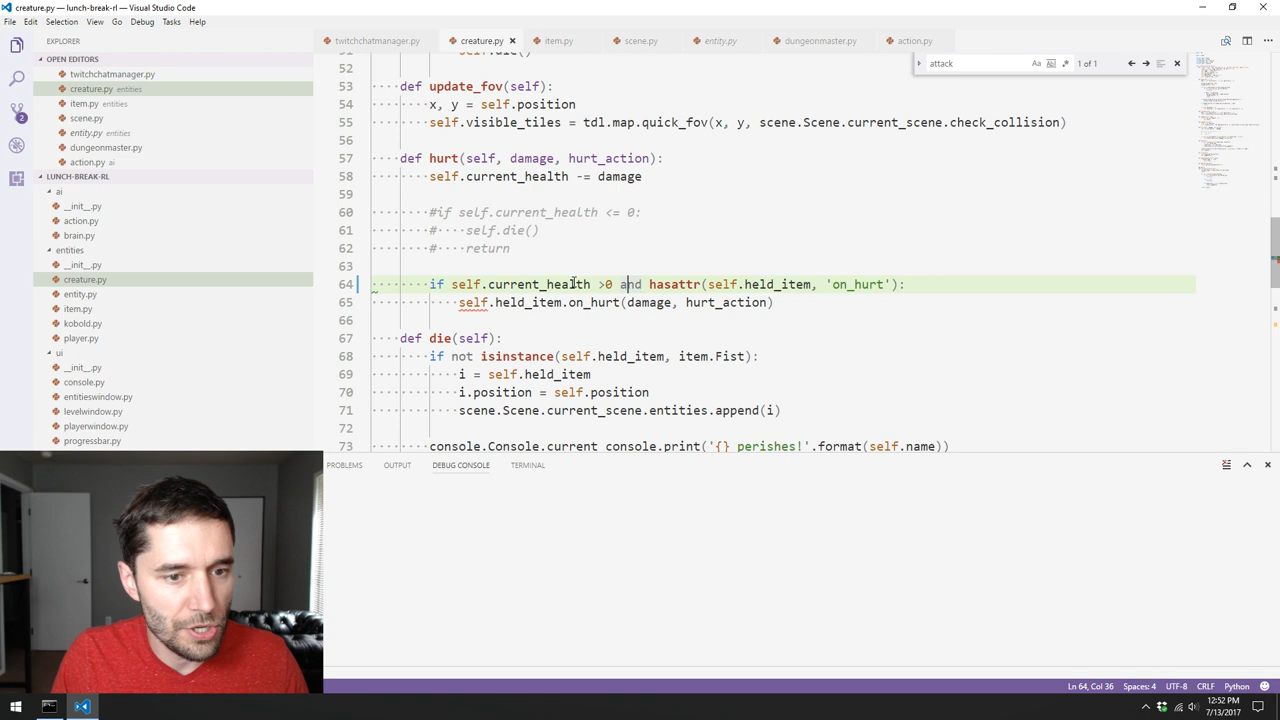 creature.py — lunch-break-rl — Visual Studio Code
File Edit Selection View Go Debug Tasks Help
EXPLORER
OPEN EDITORS
twitchchatmanager.py
creature.py entities
item.py entities
scene.py
entity.py entities
dungeonmaster.py
action.py ai
LUNCH-BREAK-RL
ai
__init__.py
action.py
brain.py
entities
__init__.py
creature.py
entity.py
item.py
kobold.py
player.py
ui
__init__.py
console.py
entitieswindow.py
levelwindow.py
playerwindow.py
progressbar.py
2
twitchchatmanager.py creature.py item.py scene.py entity.py dungeonmaster.py action.py
attack 1 of 1
51 self.die()
52
53 def update_fov(self):
54 x, y = self.position
55 self.visible_tiles = tdl.map.quick_fov(x, y, scene.Scene.current_scene.check_collision)
56
57 def hurt(self, damage, hurt_action):
58 self.current_health -= damage
59
60 #if self.current_health <= 0:
61 #····self.die()
62 #····return
63
64 if self.current_health >0 and hasattr(self.held_item, 'on_hurt'):
65 self.held_item.on_hurt(damage, hurt_action)
66
67 def die(self):
68 if not isinstance(self.held_item, item.Fist):
69 i = self.held_item
70 i.position = self.position
71 scene.Scene.current_scene.entities.append(i)
72
73 console.Console.current_console.print('{} perishes!'.format(self.name))
PROBLEMS OUTPUT DEBUG CONSOLE TERMINAL
Ln 64, Col 36 Spaces: 4 UTF-8 CRLF Python
12:52 PM
7/13/2017